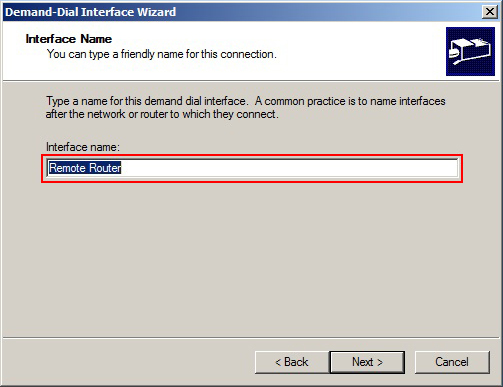 Demand-Dial Interface Wizard
Interface Name
You can type a friendly name for this connection.
Type a name for this demand dial interface. A common practice is to name interfaces
after the network or router to which they connect.
Interface name:
Remote Router
< Back
Next >
Cancel